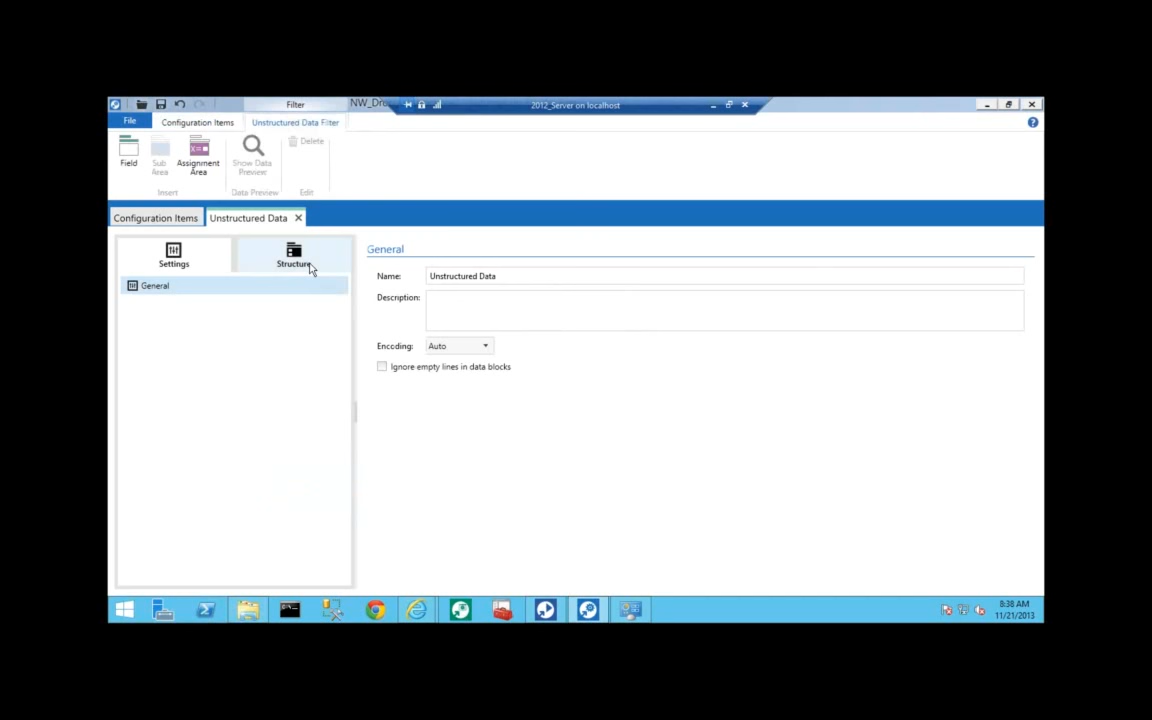 Filter
NW_Dro
2012_Server on localhost
File
Configuration Items
Unstructured Data Filter
Field
Sub
Area
Assignment
Area
Show Data
Preview
Delete
Insert
Data Preview
Edit
Configuration Items
Unstructured Data
Settings
Structure
General
General
Name:
Unstructured Data
Description:
Encoding:
Auto
Ignore empty lines in data blocks
8:38 AM
11/21/2013